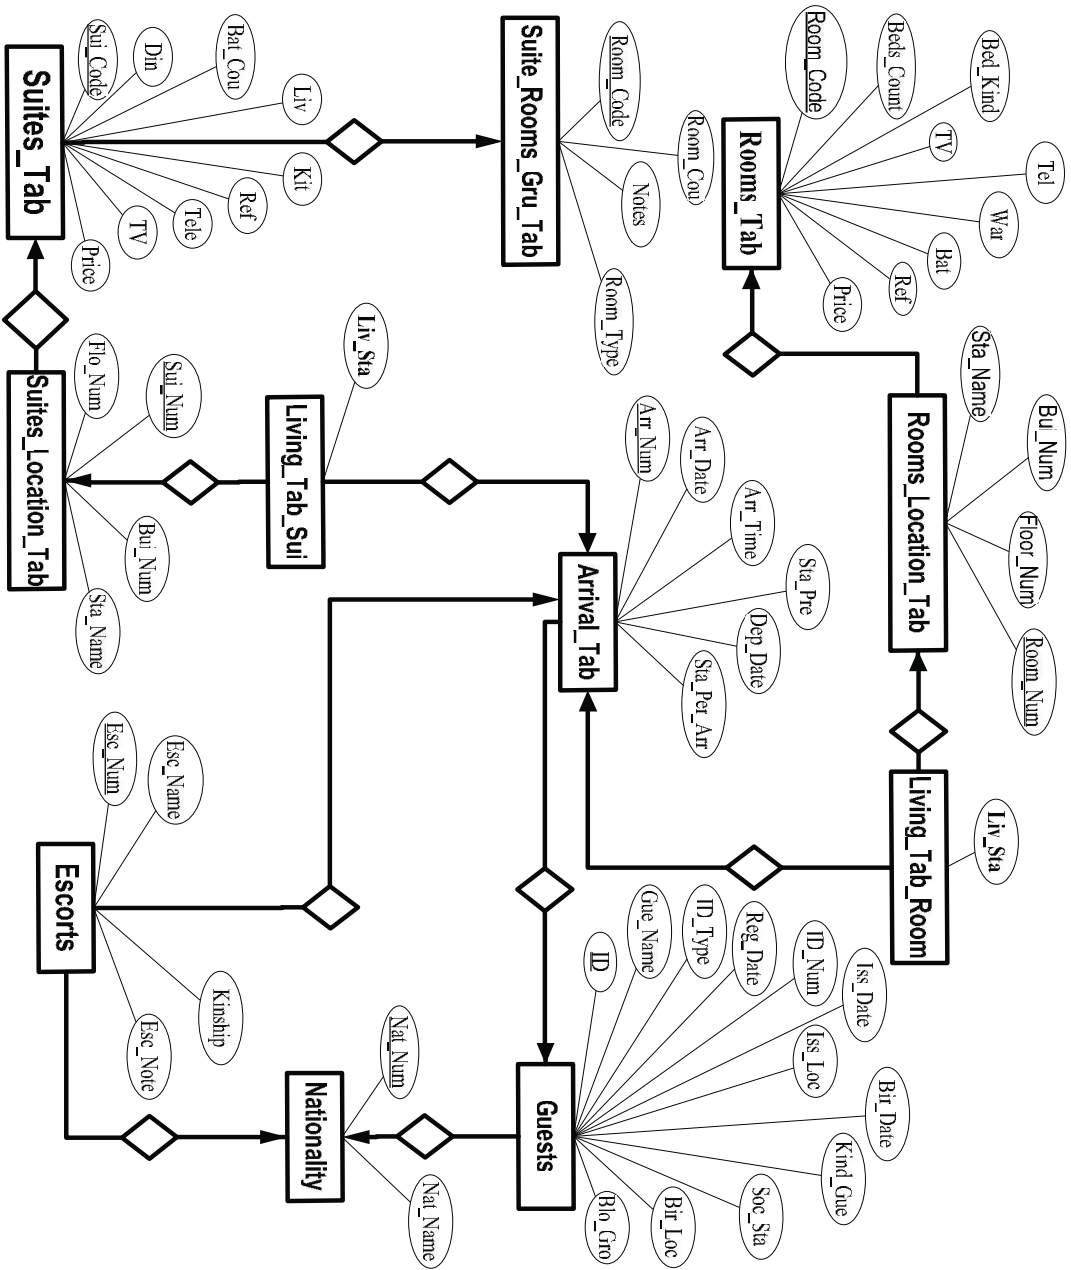 Rooms_Tab
Room_Code
Beds_Count
Bed_Kind
TV
Tel
War
Bat
Ref
Price
Rooms_Location_Tab
Sta_Name
Bui_Num
Floor_Num
Room_Num
Living_Tab_Room
Liv_Sta
Suite_Rooms_Gru_Tab
Room_Code
Room_Cou
Notes
Room_Type
Arrival_Tab
Arr_Num
Arr_Date
Arr_Time
Sta_Pre
Dep_Date
Sta_Per_Arr
Guests
ID
Gue_Name
ID_Type
Reg_Date
ID_Num
Iss_Date
Iss_Loc
Bir_Date
Kind_Gue
Soc_Sta
Bir_Loc
Blo_Gro
Living_Tab_Sui
Liv_Sta
Nationality
Nat_Num
Nat_Name
Suites_Tab
Sui_Code
Din
Bat_Cou
Liv
Kit
Ref
Tele
TV
Price
Suites_Location_Tab
Flo_Num
Sui_Num
Bui_Num
Sta_Name
Escorts
Esc_Num
Esc_Name
Kinship
Esc_Note